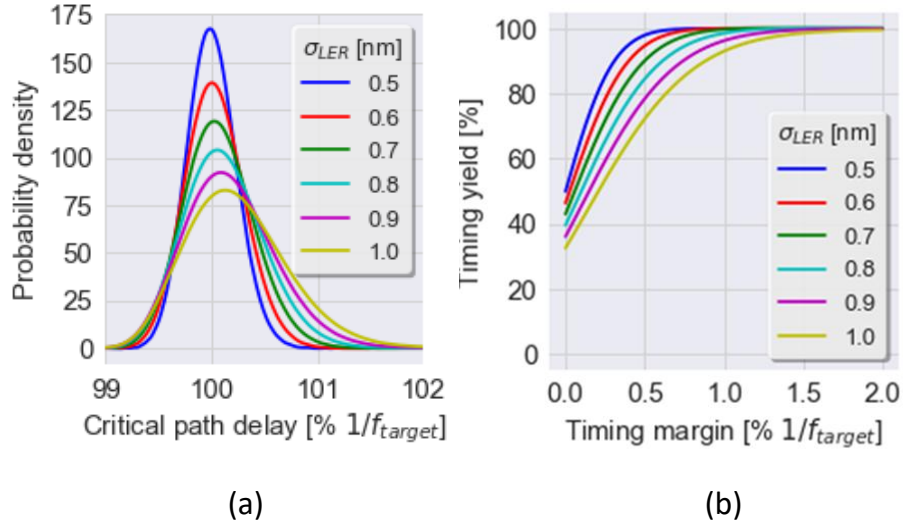 175
150
125
100
75
50
25
0
Probability density
σLER [nm]
0.5
0.6
0.7
0.8
0.9
1.0
99 100 101 102
Critical path delay [% 1/ftarget]
(a)
100
80
60
40
20
0
Timing yield [%]
σLER [nm]
0.5
0.6
0.7
0.8
0.9
1.0
0.0 0.5 1.0 1.5 2.0
Timing margin [% 1/ftarget]
(b)